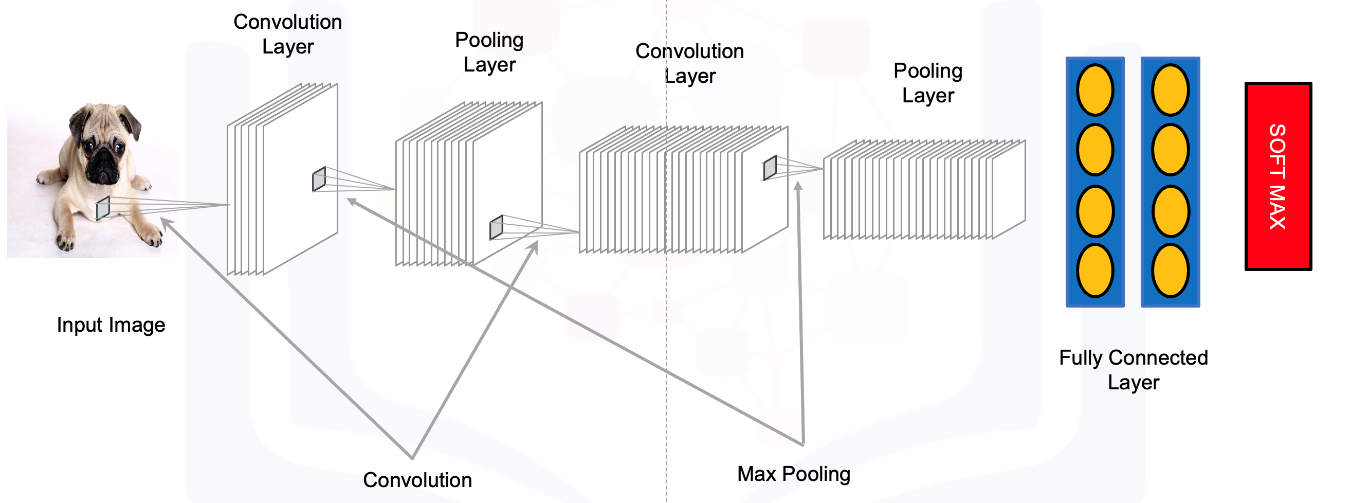 Convolution
Layer
Pooling
Layer
Convolution
Layer
Pooling
Layer
SOFT MAX
Input Image
Fully Connected
Layer
Convolution
Max Pooling